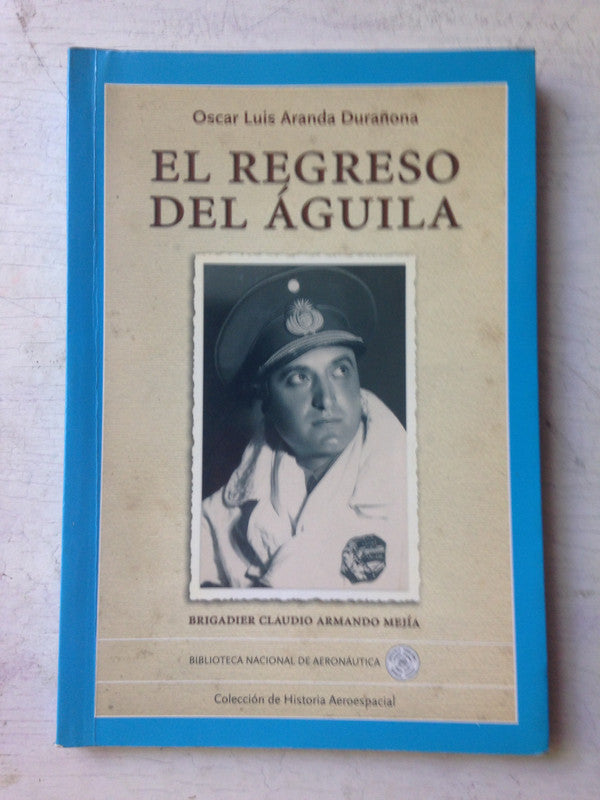 Oscar Luis Aranda Durañona
EL REGRESO
DEL ÁGUILA
BRIGADIER CLAUDIO ARMANDO MEJÍA
BIBLIOTECA NACIONAL DE AERONÁUTICA
Colección de Historia Aeroespacial